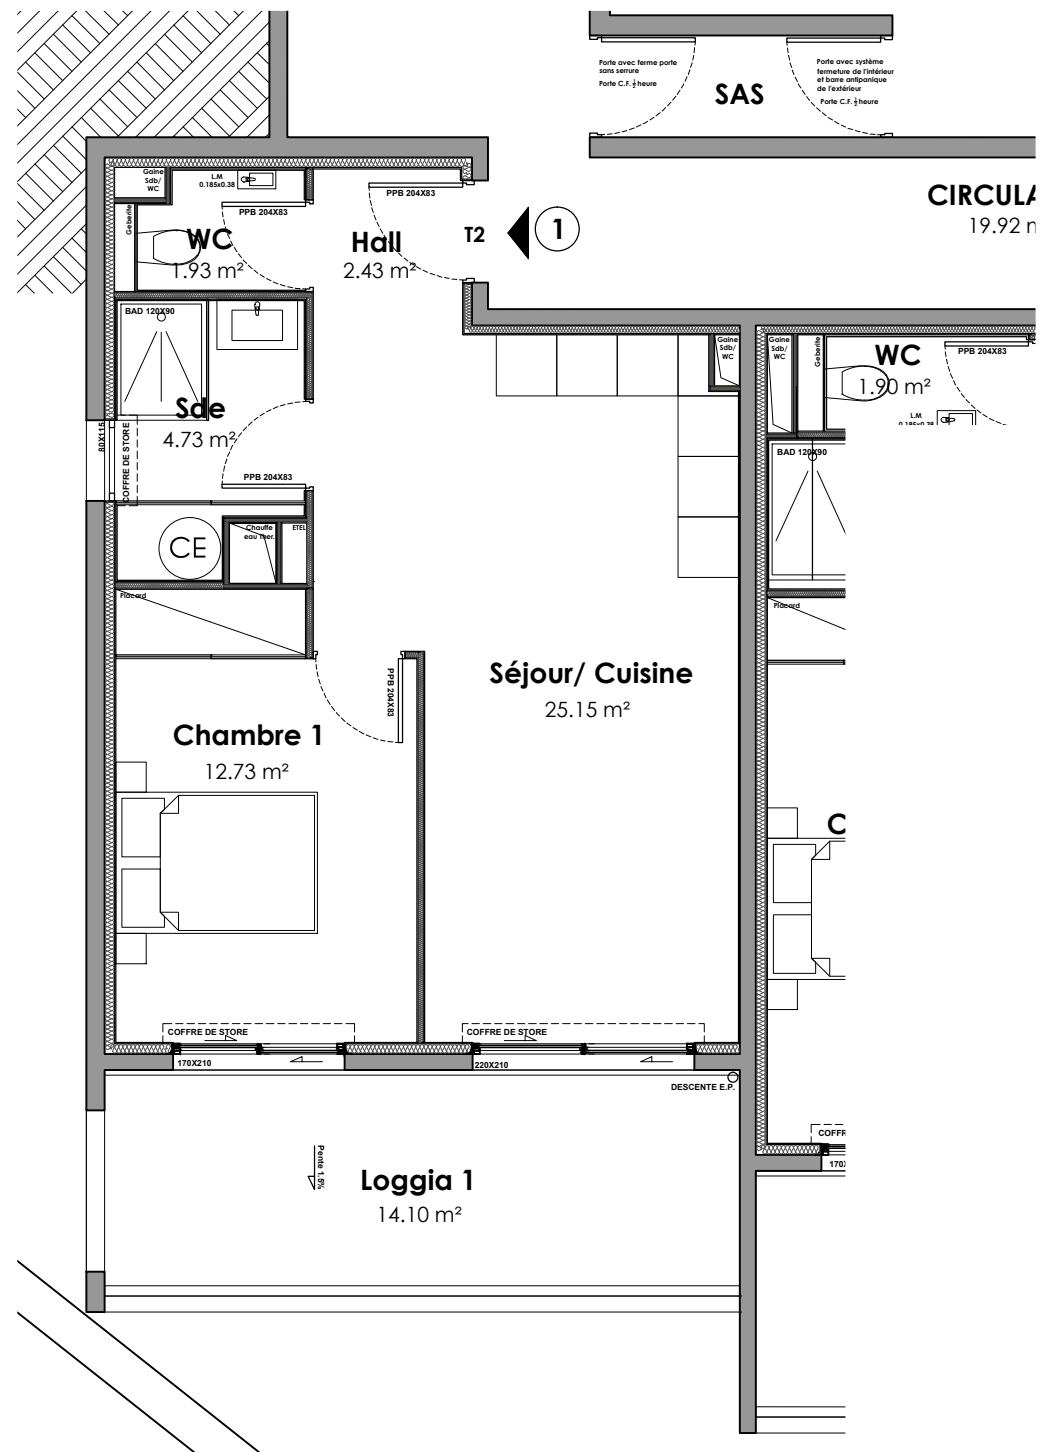 Porte avec ferme porte
sans serrure
Porte C.F. ½ heure
SAS
Porte avec système
fermeture de l'intérieur
et barre antipanique
de l'extérieur
Porte C.F. ½ heure
CIRCULA
19.92 m
Gaine
Sdb/
WC
L.M
0.185x0.38
PPB 204X83
PPB 204X83
Geberite
WC
1.93 m²
Hall
2.43 m²
T2
1
BAD 120X90
Sde
4.73 m²
80X115
COFFRE DE STORE
PPB 204X83
CE
Chauffe
eau Ther.
ETEL
Placard
Gaine
Sdb/
WC
Gaine
Sdb/
WC
Geberite
WC
1.90 m²
PPB 204X83
L.M
0.185x0.38
BAD 120X90
Placard
PPB 204X83
Séjour/ Cuisine
25.15 m²
Chambre 1
12.73 m²
C
COFFRE DE STORE
170X210
COFFRE DE STORE
220X210
DESCENTE E.P.
COFFR
170X
Pente 1.5%
Loggia 1
14.10 m²